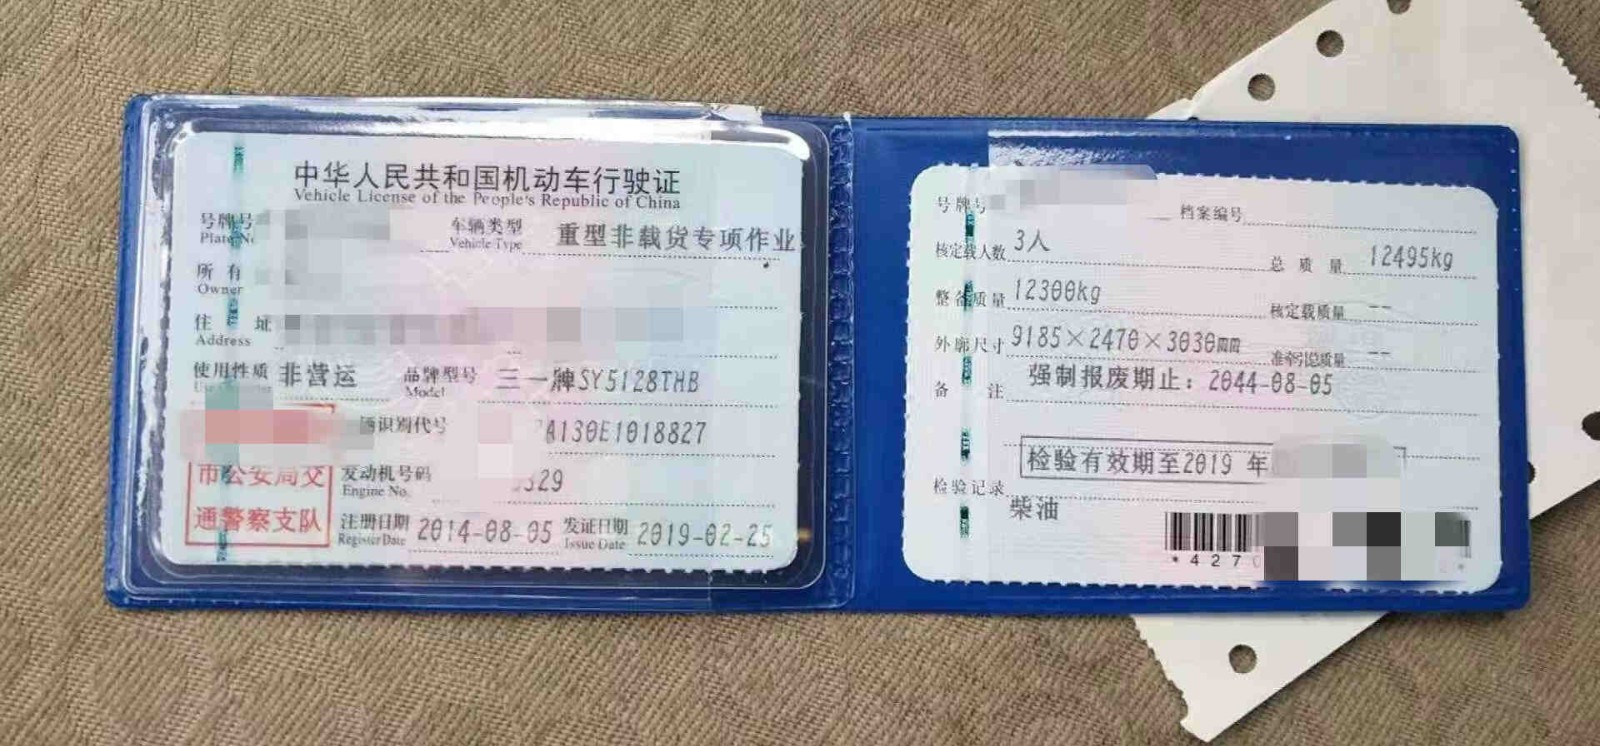 中华人民共和国机动车行驶证
Vehicle License of the People's Republic of China
号牌号
Plate No
车辆类型
Vehicle Type
重型非载货专项作业
所有
Owner
住 址
Address
使用性质 非营运
品牌型号 三一牌SY5128THB
Model
识别代号 A130E1018827
市公安局交
通警察支队
发动机号码 329
Engine No.
注册日期 2014-08-05
Register Date
发证日期 2019-02-25
Issue Date
号牌号
档案编号
核定载人数 3人
总质量 12495kg
整备质量 12300kg
核定载质量 --
外廓尺寸 9185×2470×3030mm
准牵引总质量 --
备 注 强制报废期止：2044-08-05
检验有效期至2019 年
检验记录
柴油
*427
*